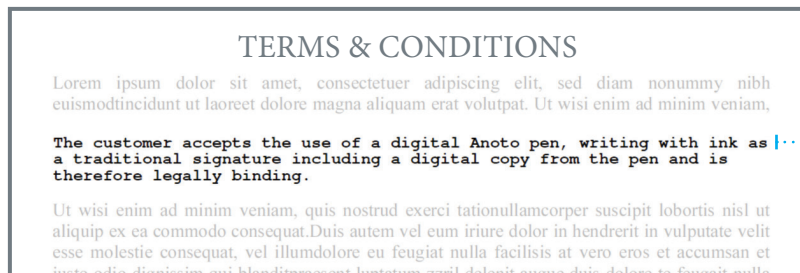 TERMS & CONDITIONS
Lorem ipsum dolor sit amet, consectetuer adipiscing elit, sed diam nonummy nibh
euismodtincidunt ut laoreet dolore magna aliquam erat volutpat. Ut wisi enim ad minim veniam,
The customer accepts the use of a digital Anoto pen, writing with ink as
a traditional signature including a digital copy from the pen and is
therefore legally binding.
Ut wisi enim ad minim veniam, quis nostrud exerci tationullamcorper suscipit lobortis nisl ut
aliquip ex ea commodo consequat.Duis autem vel eum iriure dolor in hendrerit in vulputate velit
esse molestie consequat, vel illumdolore eu feugiat nulla facilisis at vero eros et accumsan et